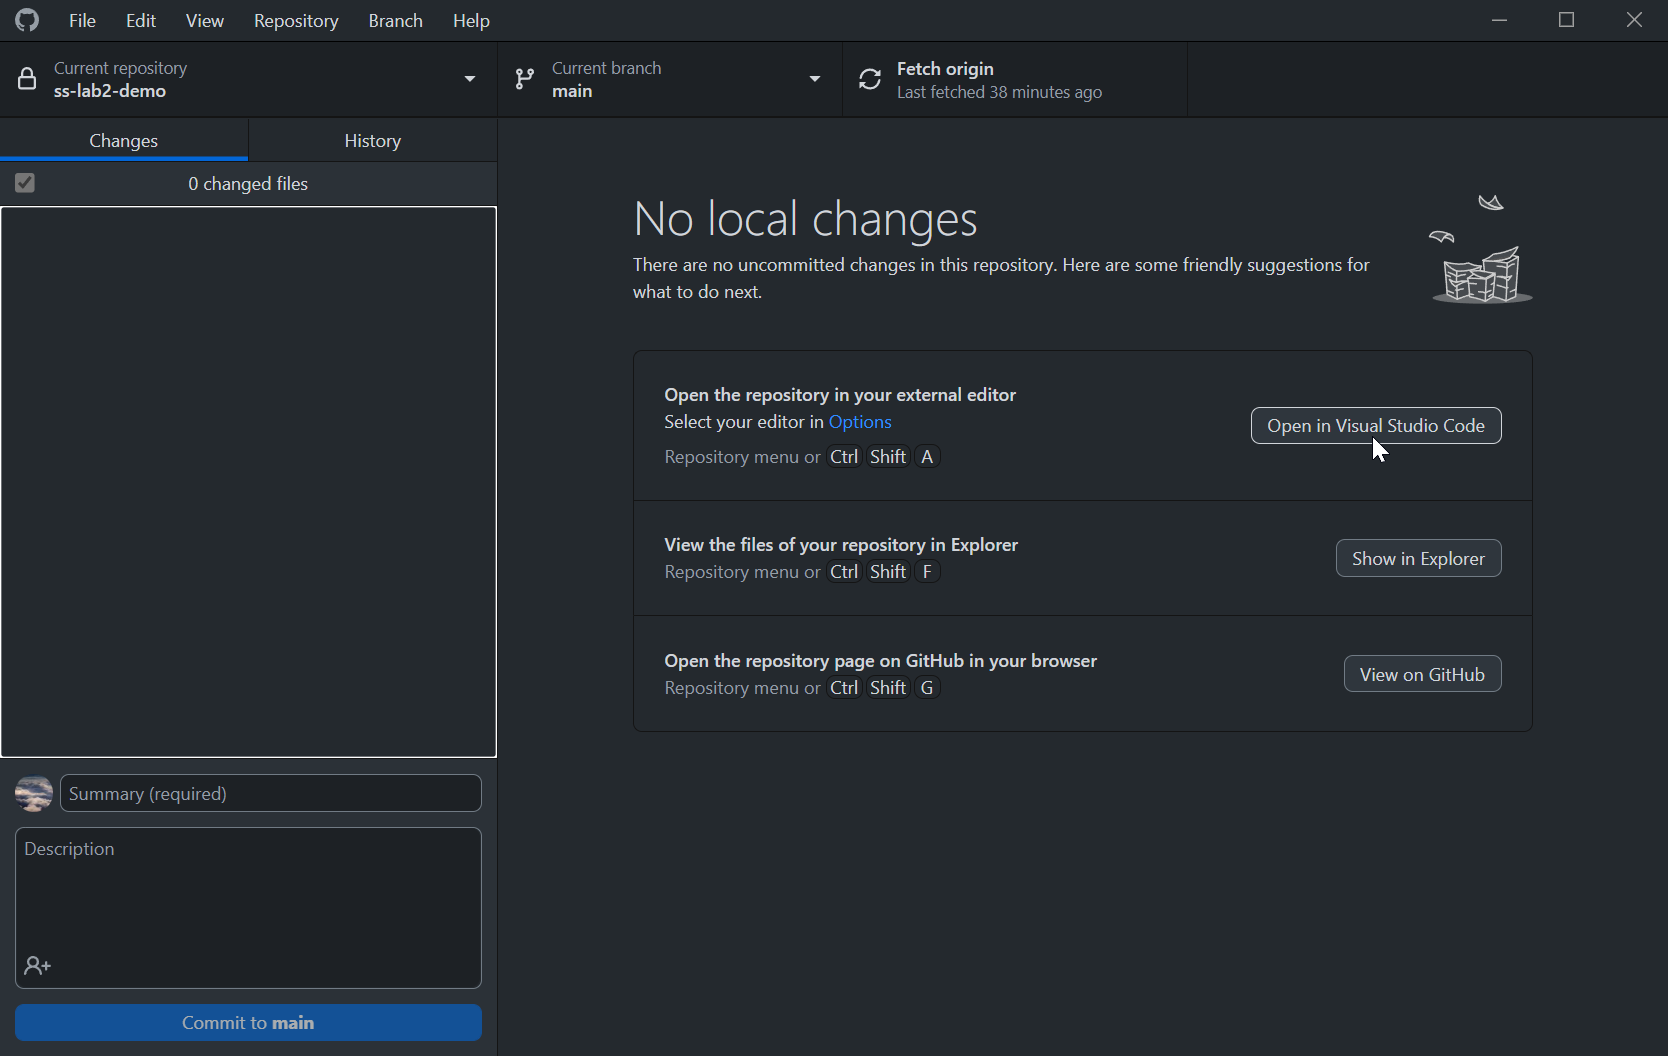 File Edit View Repository Branch Help
Current repository
ss-lab2-demo
Current branch
main
Fetch origin
Last fetched 38 minutes ago
Changes
History
0 changed files
No local changes
There are no uncommitted changes in this repository. Here are some friendly suggestions for
what to do next.
Open the repository in your external editor
Select your editor in Options
Repository menu or Ctrl Shift A
Open in Visual Studio Code
View the files of your repository in Explorer
Repository menu or Ctrl Shift F
Show in Explorer
Open the repository page on GitHub in your browser
Repository menu or Ctrl Shift G
View on GitHub
Summary (required)
Description
Commit to main